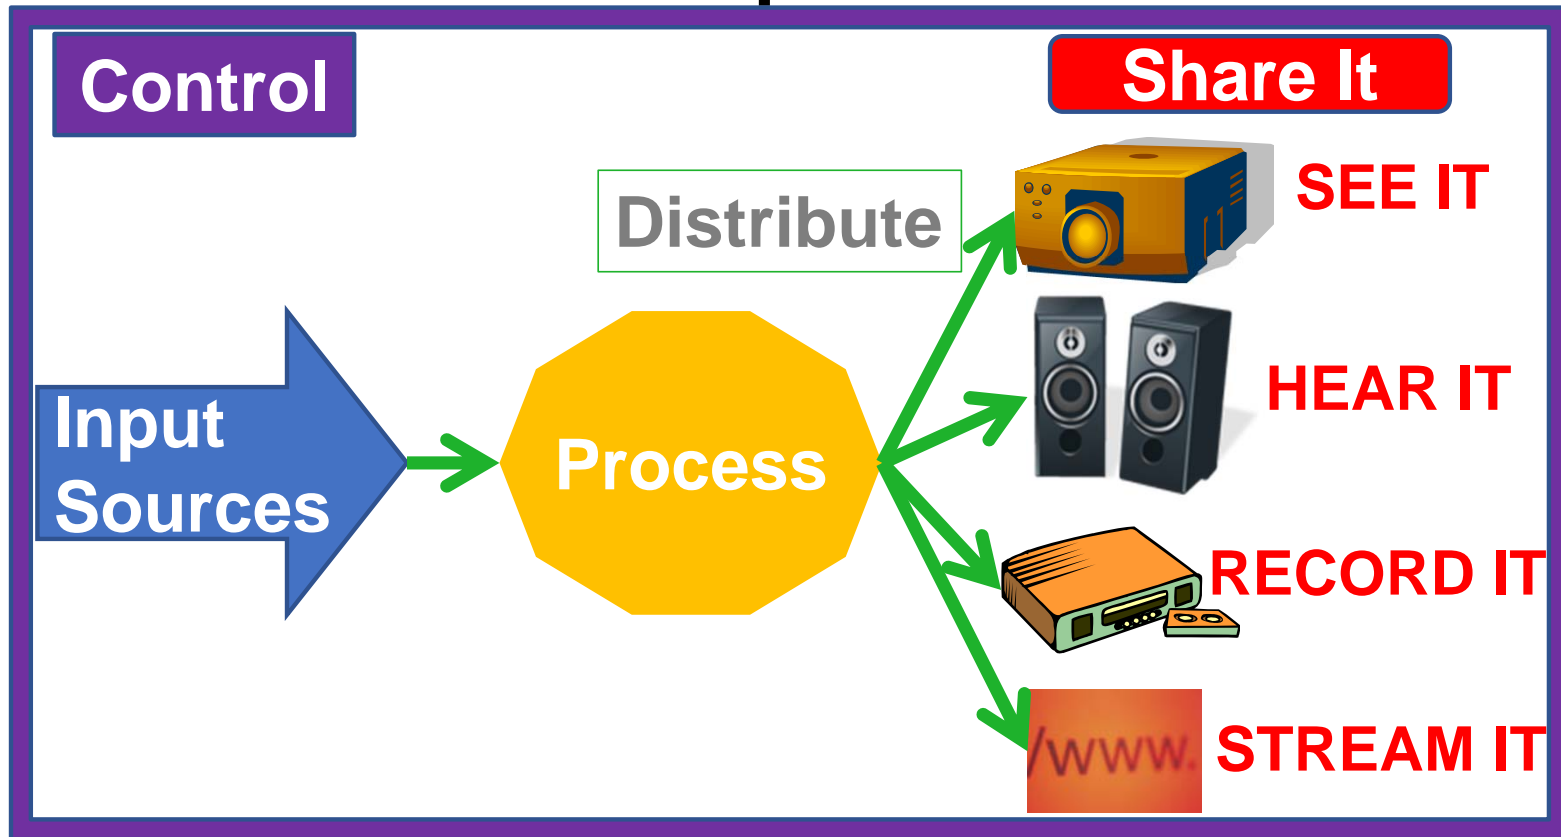 Control
Share It
Distribute
SEE IT
HEAR IT
Input
Sources
Process
RECORD IT
/www.
STREAM IT